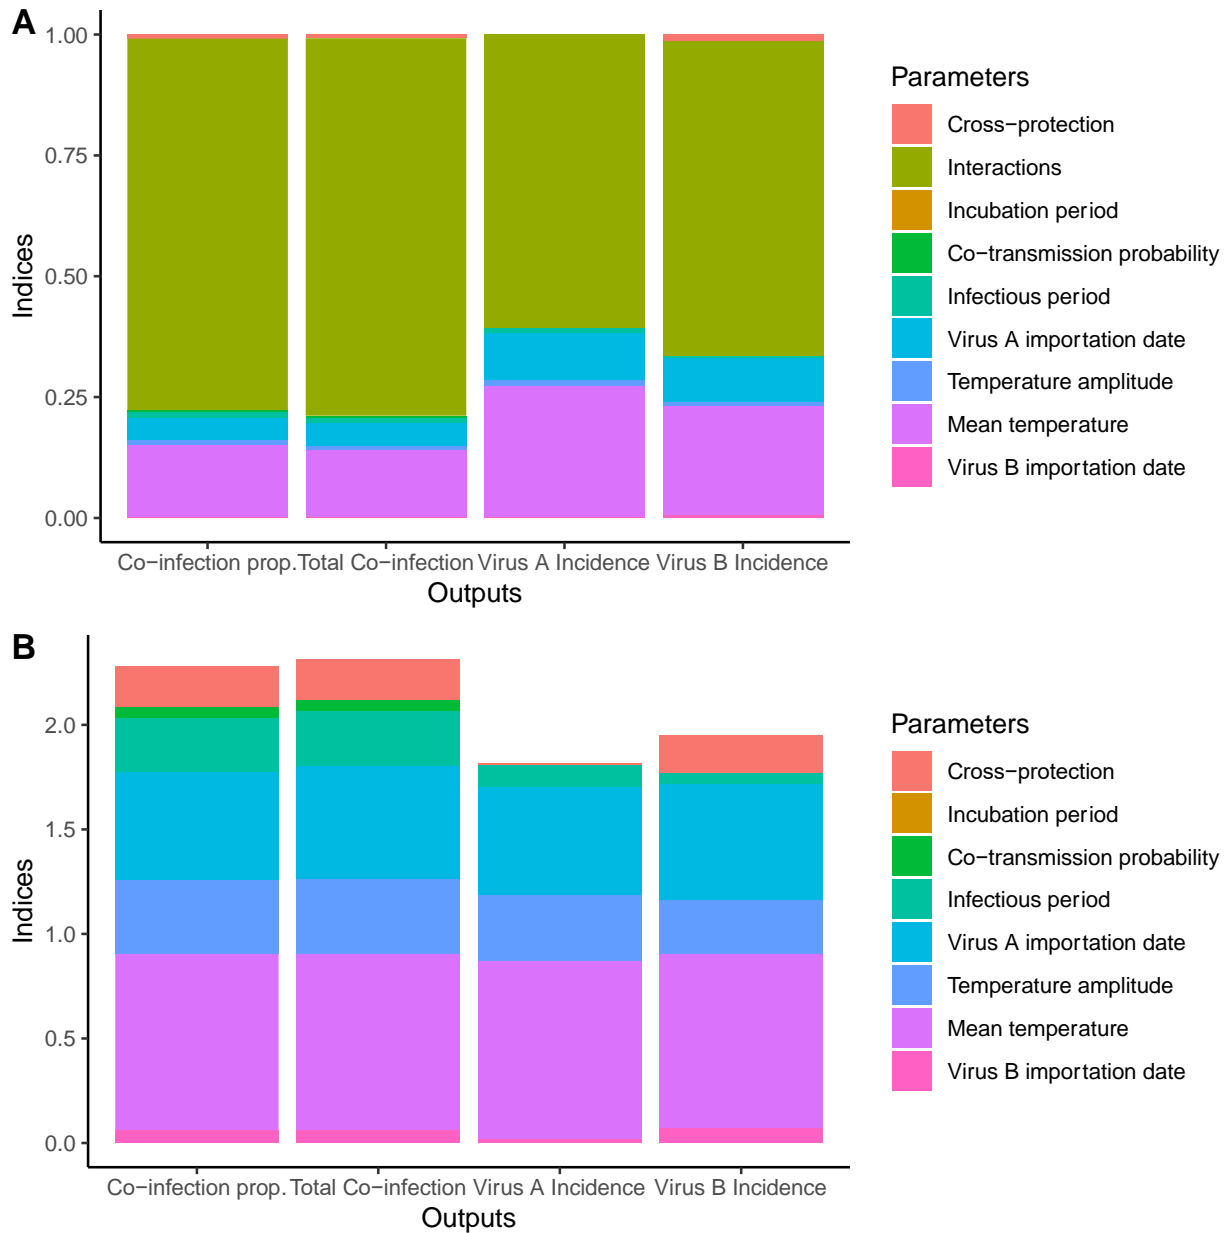 A
1.00
0.75
0.50
0.25
0.00
Indices
Co−infection prop. Total Co−infection Virus A Incidence Virus B Incidence
Outputs
Parameters
Cross−protection
Interactions
Incubation period
Co−transmission probability
Infectious period
Virus A importation date
Temperature amplitude
Mean temperature
Virus B importation date
B
2.0
1.5
1.0
0.5
0.0
Indices
Co−infection prop. Total Co−infection Virus A Incidence Virus B Incidence
Outputs
Parameters
Cross−protection
Incubation period
Co−transmission probability
Infectious period
Virus A importation date
Temperature amplitude
Mean temperature
Virus B importation date